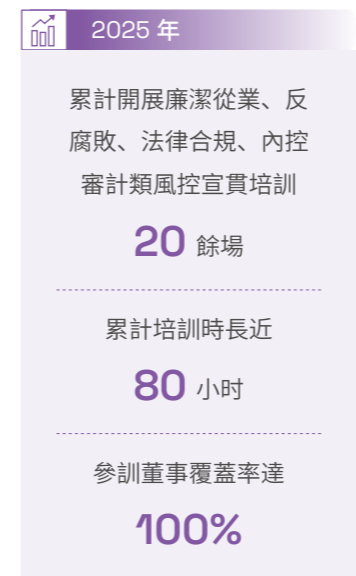 2025 年
累計開展廉潔從業、反
腐敗、法律合規、內控
審計類風控宣貫培訓
20 餘場
累計培訓時長近
80 小时
參訓董事覆蓋率達
100%